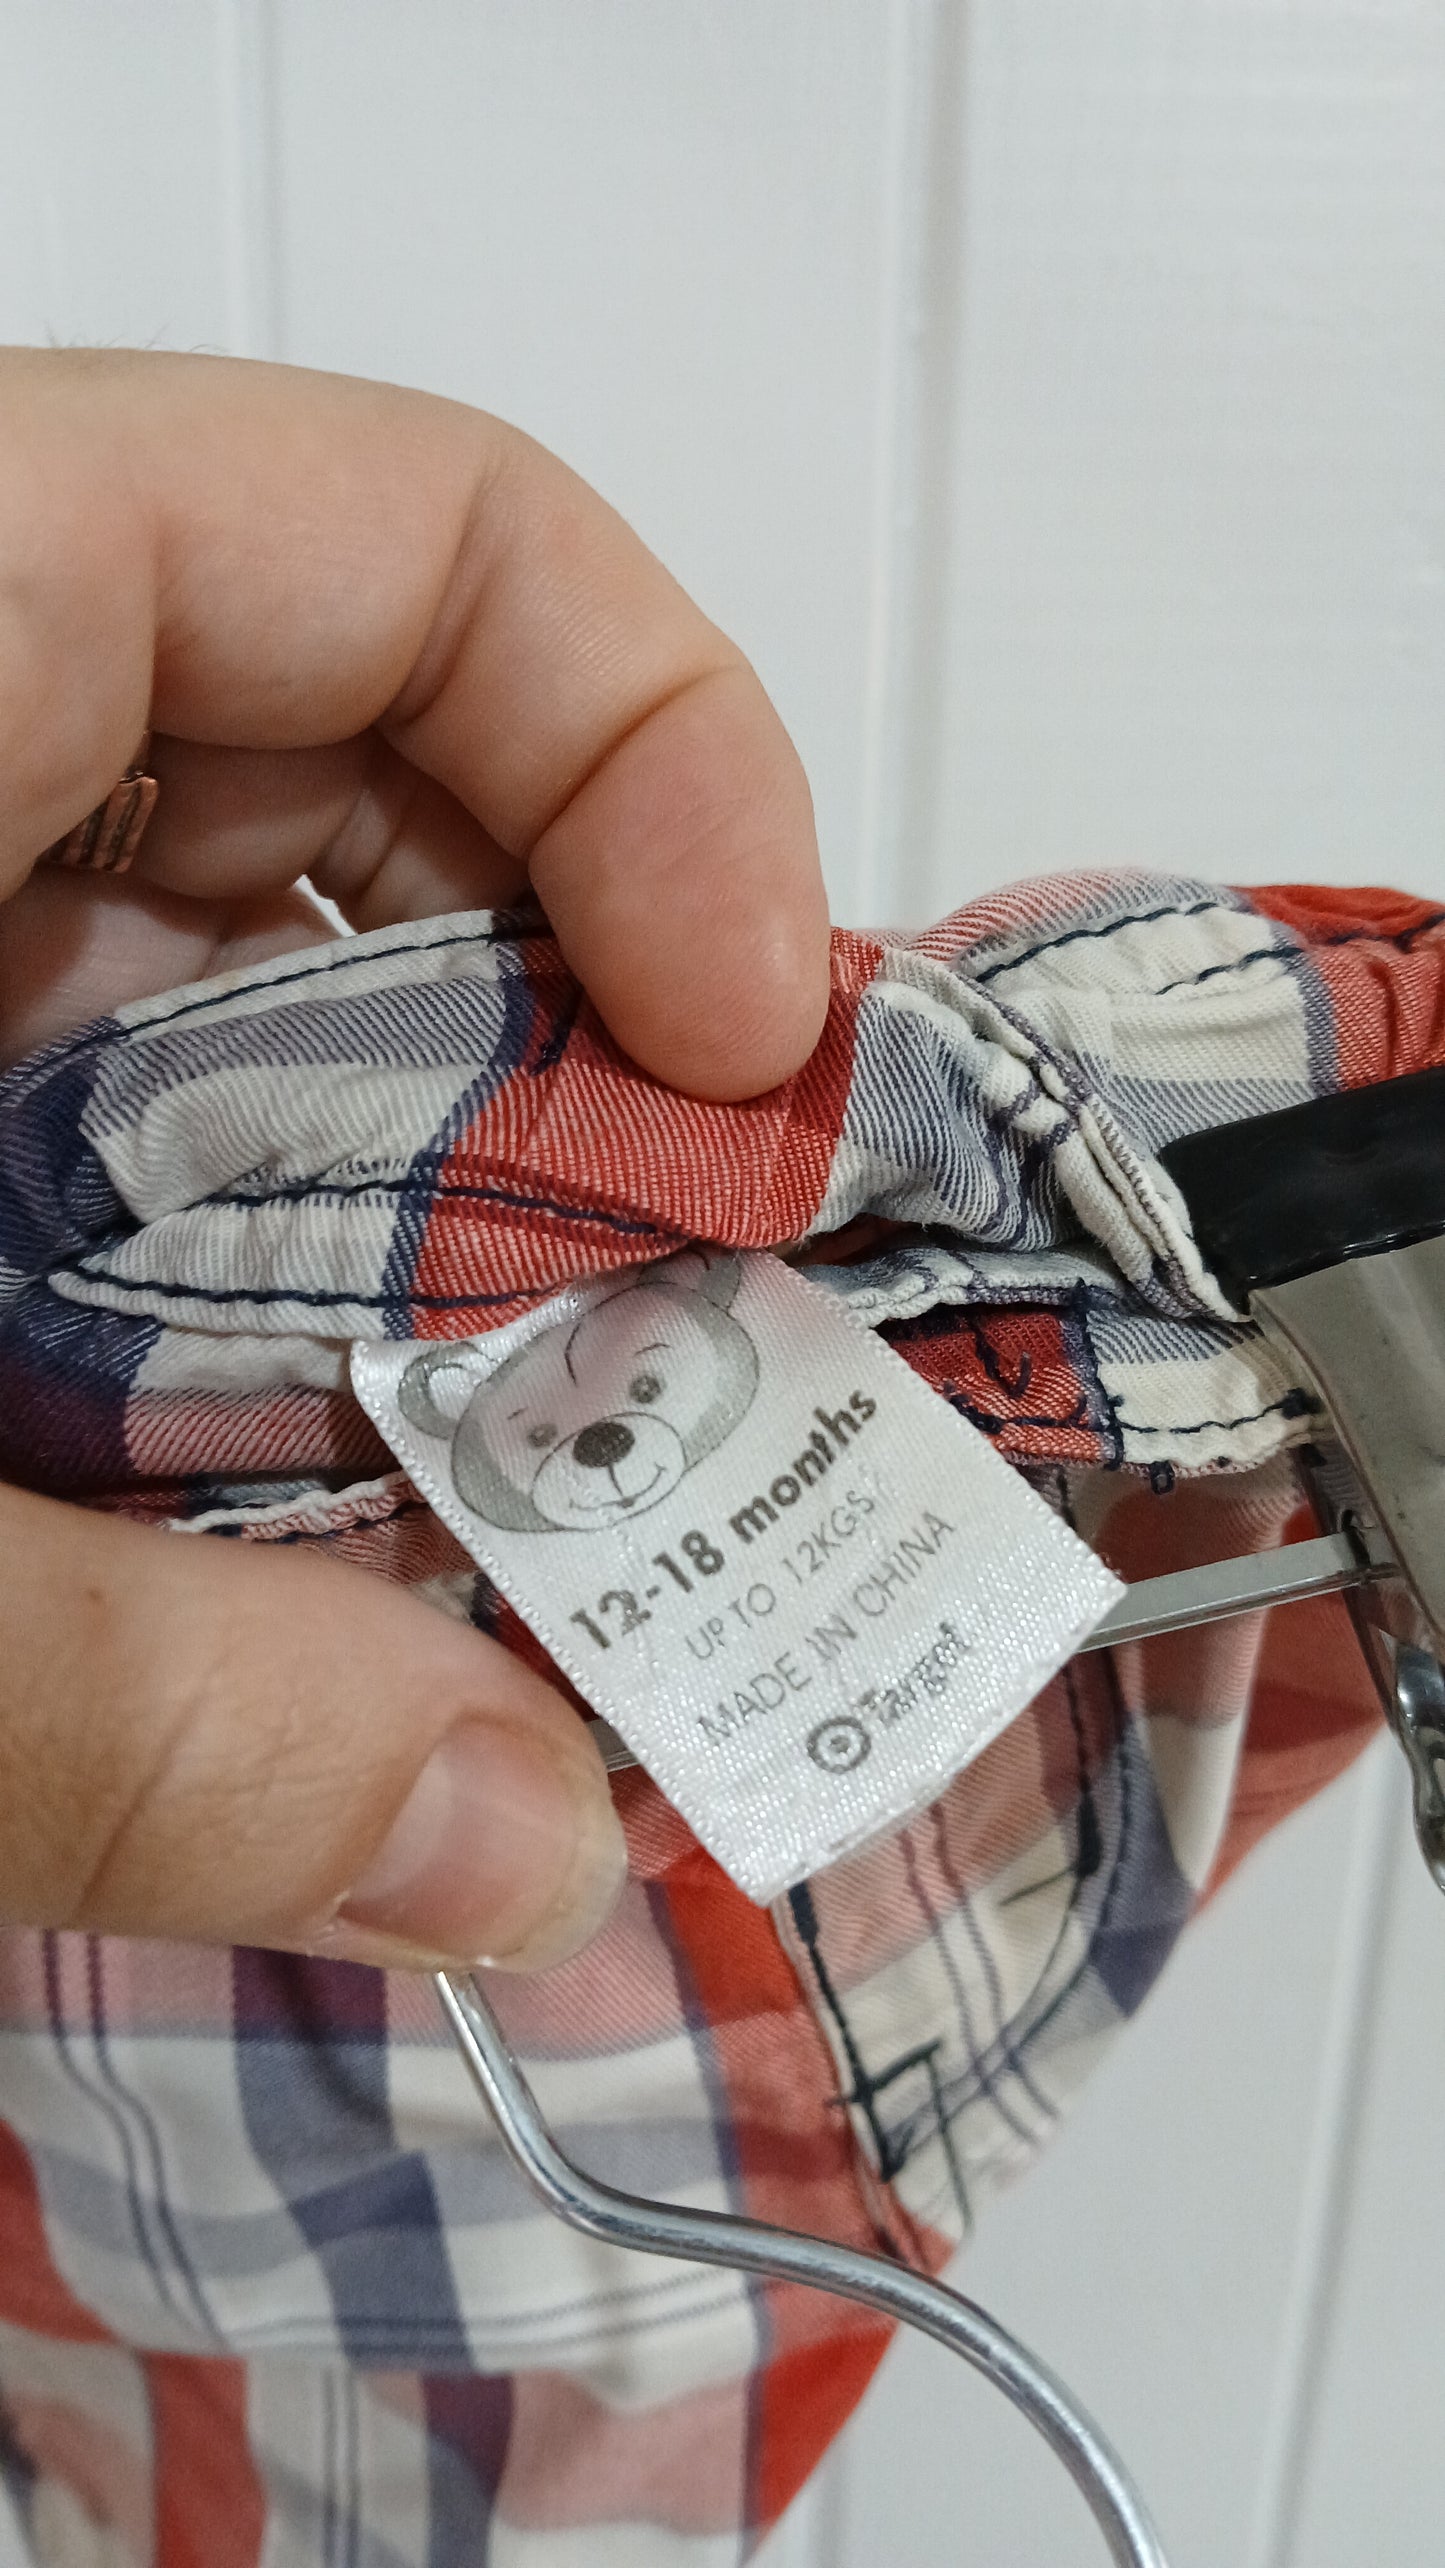 12-18 months
UP TO 12KGS
MADE IN CHINA
Target